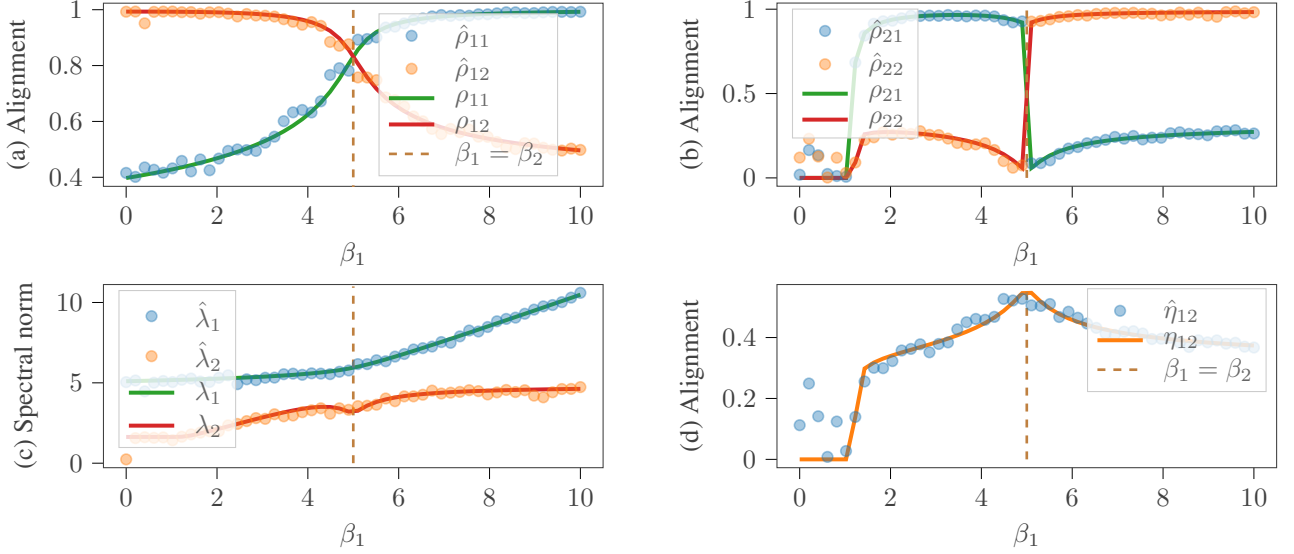 (a) Alignment
1
0.8
0.6
0.4
0 2 4 6 8 10
β₁
ρ̂₁₁
ρ̂₁₂
ρ₁₁
ρ₁₂
β₁ = β₂
(b) Alignment
1
0.5
0
0 2 4 6 8 10
β₁
ρ̂₂₁
ρ̂₂₂
ρ₂₁
ρ₂₂
(c) Spectral norm
10
5
0
0 2 4 6 8 10
β₁
λ̂₁
λ̂₂
λ₁
λ₂
(d) Alignment
0.4
0.2
0
0 2 4 6 8 10
β₁
η̂₁₂
η₁₂
β₁ = β₂